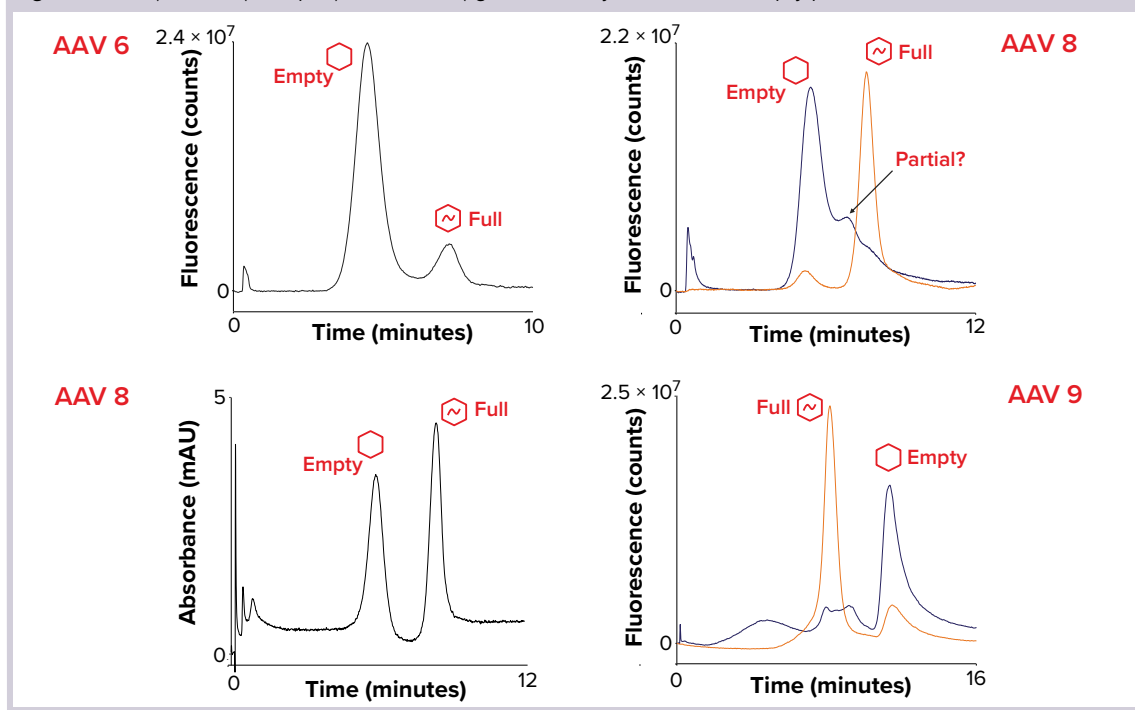 AAV 6
2.4 × 10⁷
Empty
Full
Fluorescence (counts)
0
0
10
Time (minutes)
AAV 8
2.2 × 10⁷
Full
Empty
Partial?
Fluorescence (counts)
0
0
12
Time (minutes)
AAV 8
5
Full
Empty
Absorbance (mAU)
0
0
12
Time (minutes)
AAV 9
2.5 × 10⁷
Full
Empty
Fluorescence (counts)
0
0
16
Time (minutes)